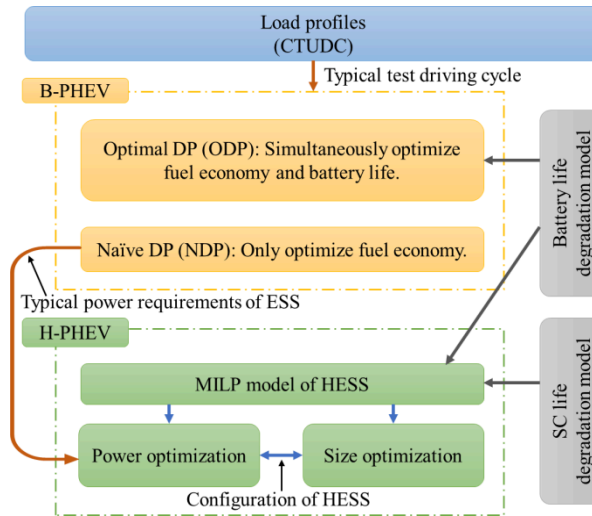 Load profiles
(CTUDC)
Typical test driving cycle
B-PHEV
Optimal DP (ODP): Simultaneously optimize
fuel economy and battery life.
Naïve DP (NDP): Only optimize fuel economy.
Typical power requirements of ESS
H-PHEV
MILP model of HESS
Power optimization
Size optimization
Configuration of HESS
Battery life
degradation model
SC life
degradation model